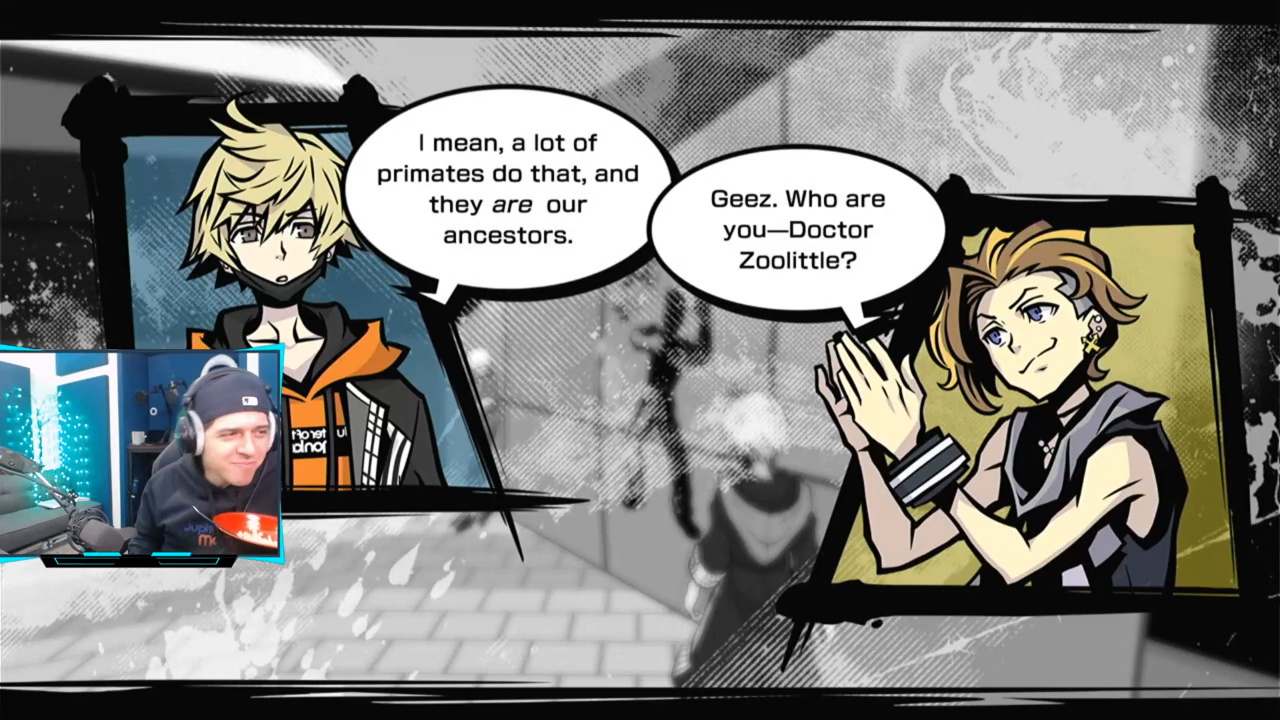 I mean, a lot of
primates do that, and
they are our
ancestors.
Geez. Who are
you—Doctor
Zoolittle?